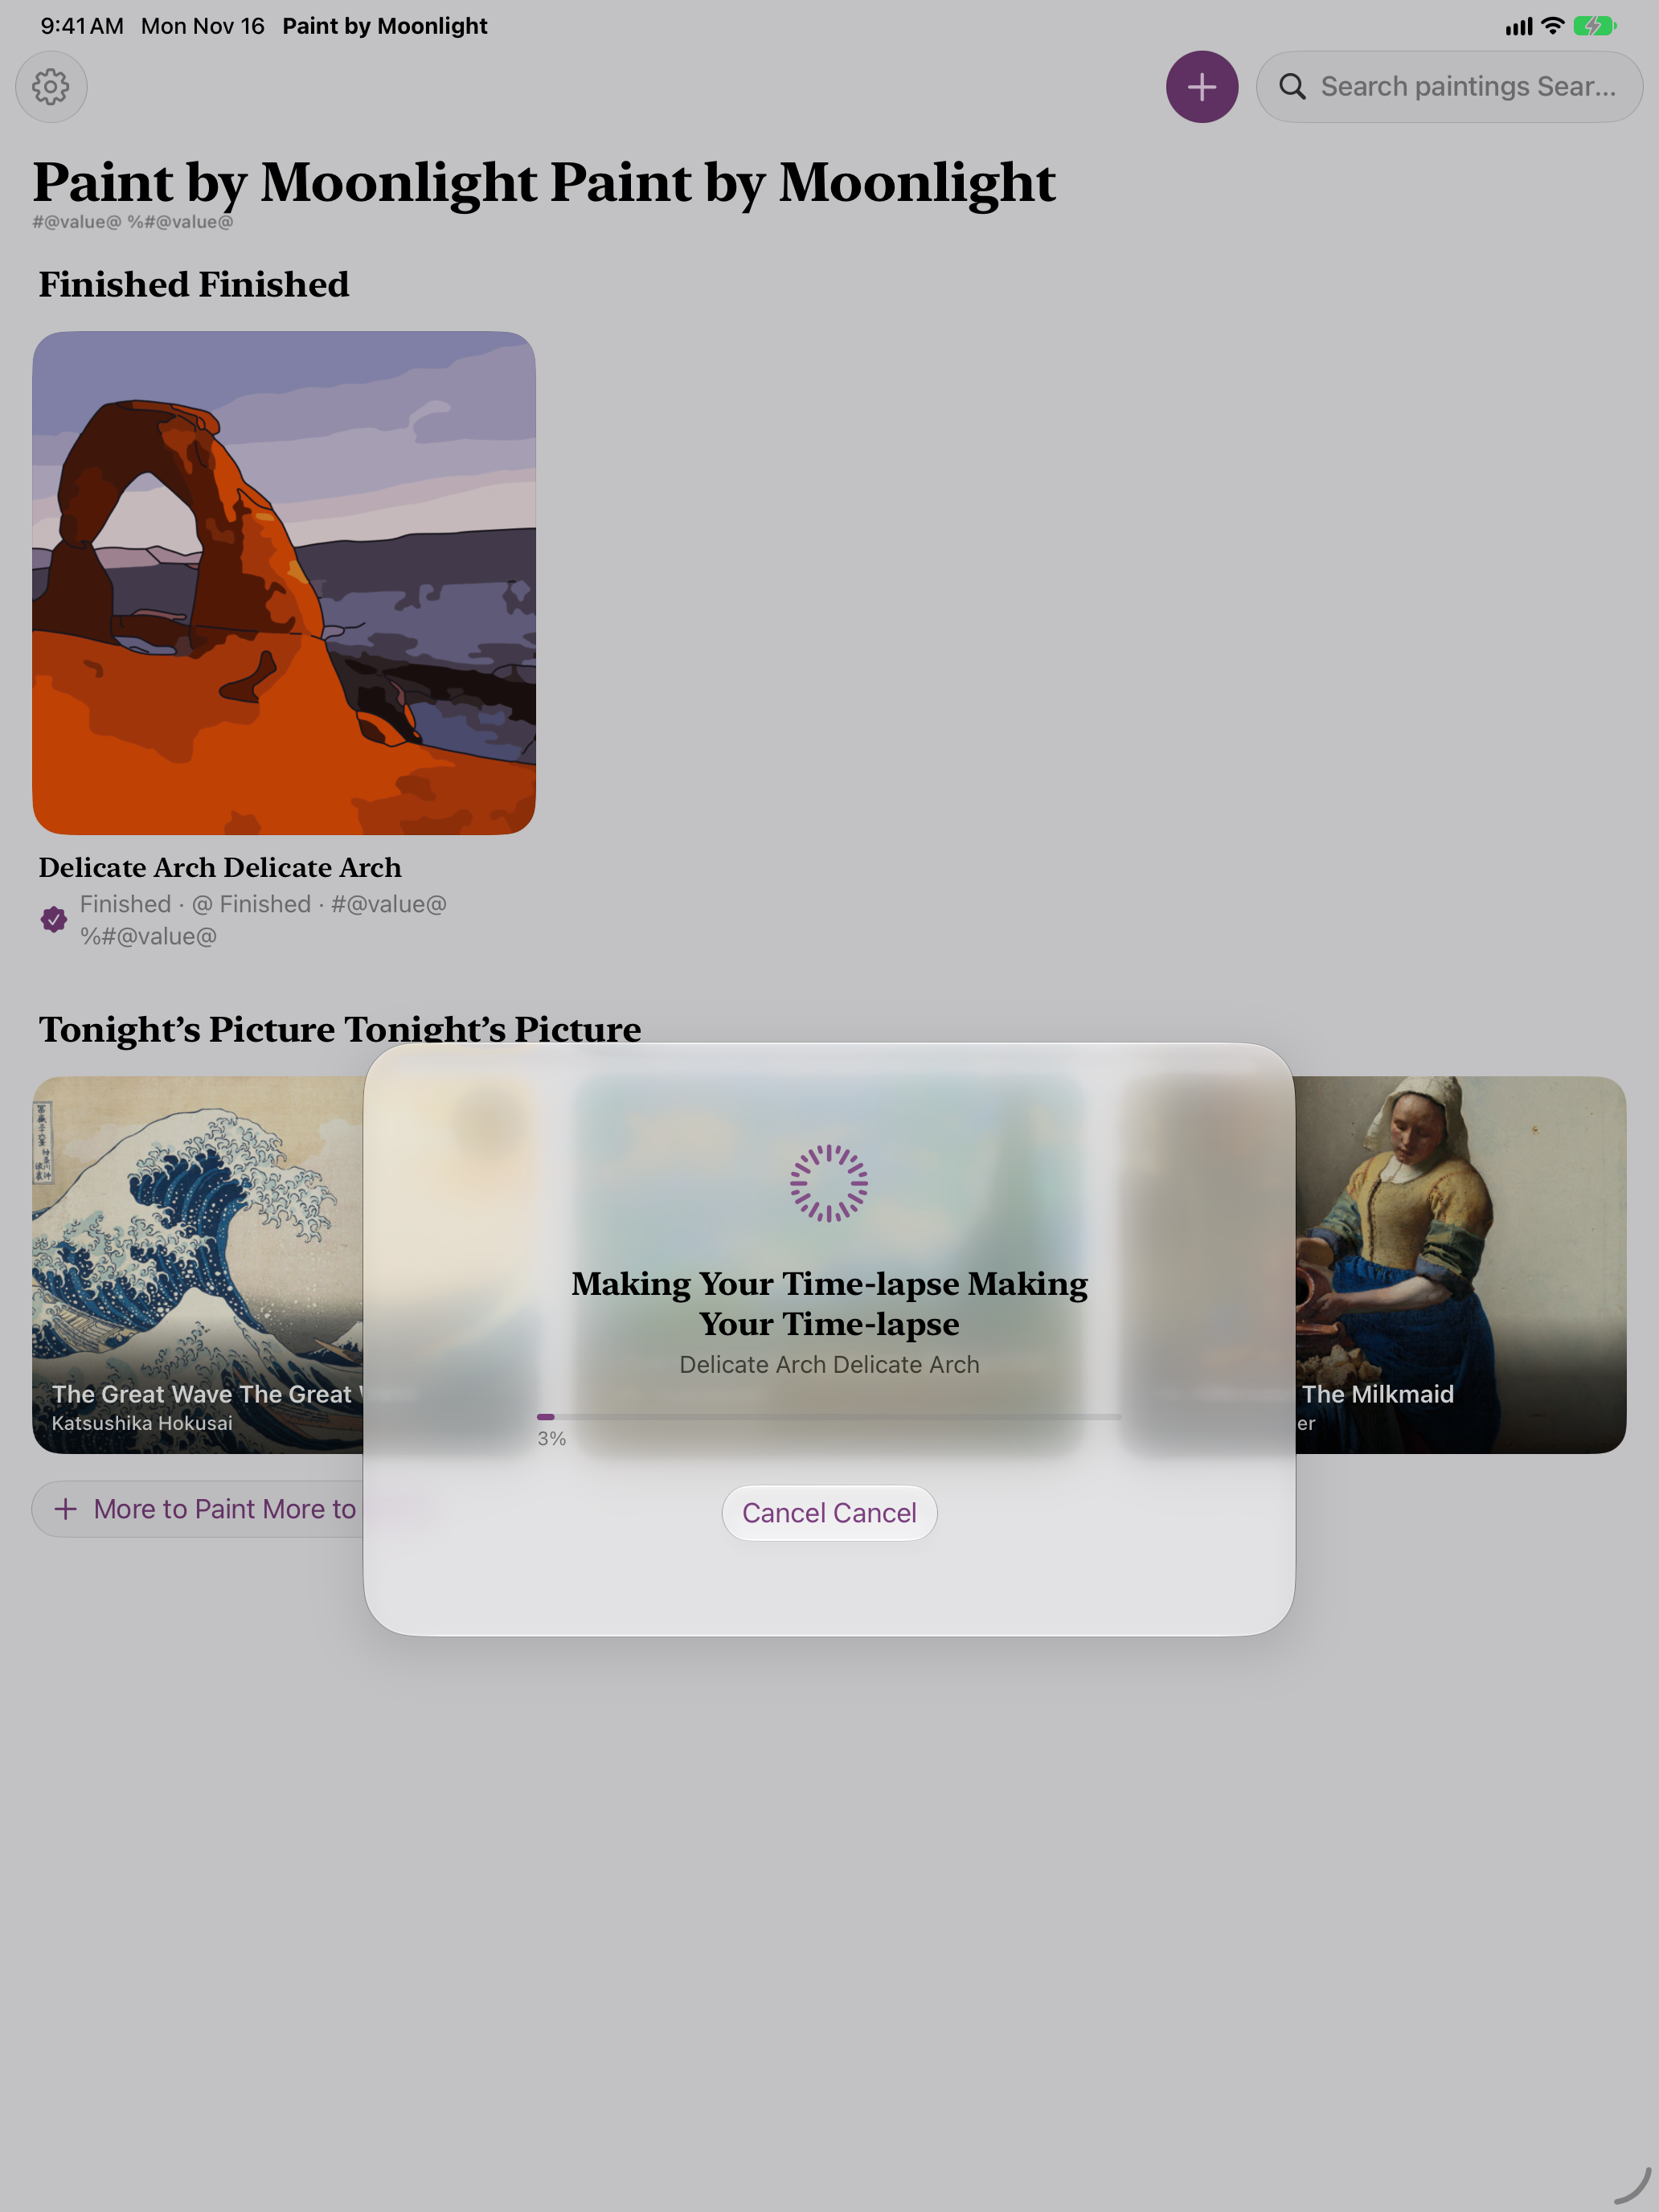 9:41 AM Mon Nov 16 Paint by Moonlight
Search paintings Sear...
Paint by Moonlight Paint by Moonlight
#@value@ %#@value@
Finished Finished
Delicate Arch Delicate Arch
Finished · @ Finished · #@value@
%#@value@
Tonight’s Picture Tonight’s Picture
The Great Wave The Great
Katsushika Hokusai
The Milkmaid
er
More to Paint More to
Making Your Time-lapse Making
Your Time-lapse
Delicate Arch Delicate Arch
3%
Cancel Cancel